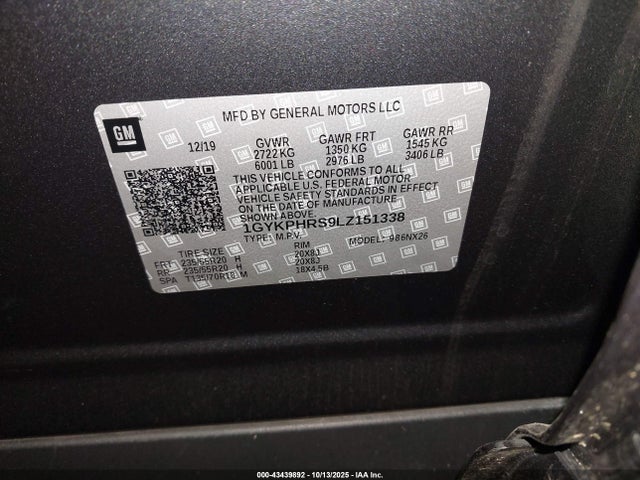 MFD BY GENERAL MOTORS LLC
GM
12/19 GVWR GAWR FRT GAWR RR
2722 KG 1350 KG 1545 KG
6001 LB 2976 LB 3406 LB
THIS VEHICLE CONFORMS TO ALL
APPLICABLE U.S. FEDERAL MOTOR
VEHICLE SAFETY STANDARDS IN EFFECT
ON THE DATE OF MANUFACTURE
SHOWN ABOVE.
1GYKPHRS9LZ151338
TYPE: M.P.V. MODEL: 986NX26
TIRE SIZE RIM
FRT 235/55R20 H 20X8J
RR 235/55R20 H 20X8J
SPA T135/70R18 M 18X4.5B
000-43439892 - 10/13/2025 - IAA Inc.